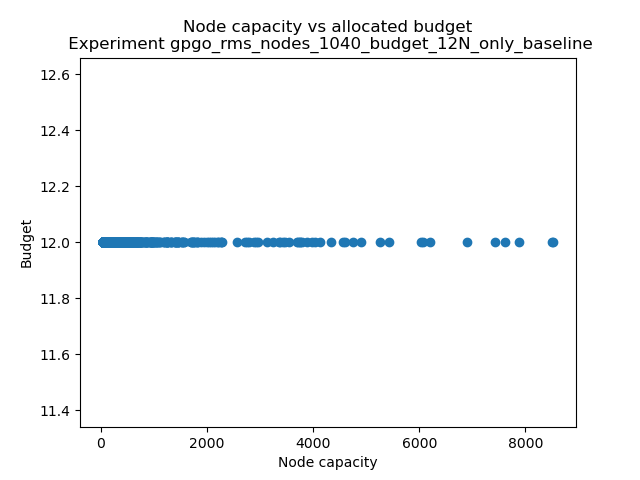 Node capacity vs allocated budget
Experiment gpgo_rms_nodes_1040_budget_12N_only_baseline
12.6
12.4
12.2
12.0
11.8
11.6
11.4
Budget
0 2000 4000 6000 8000
Node capacity